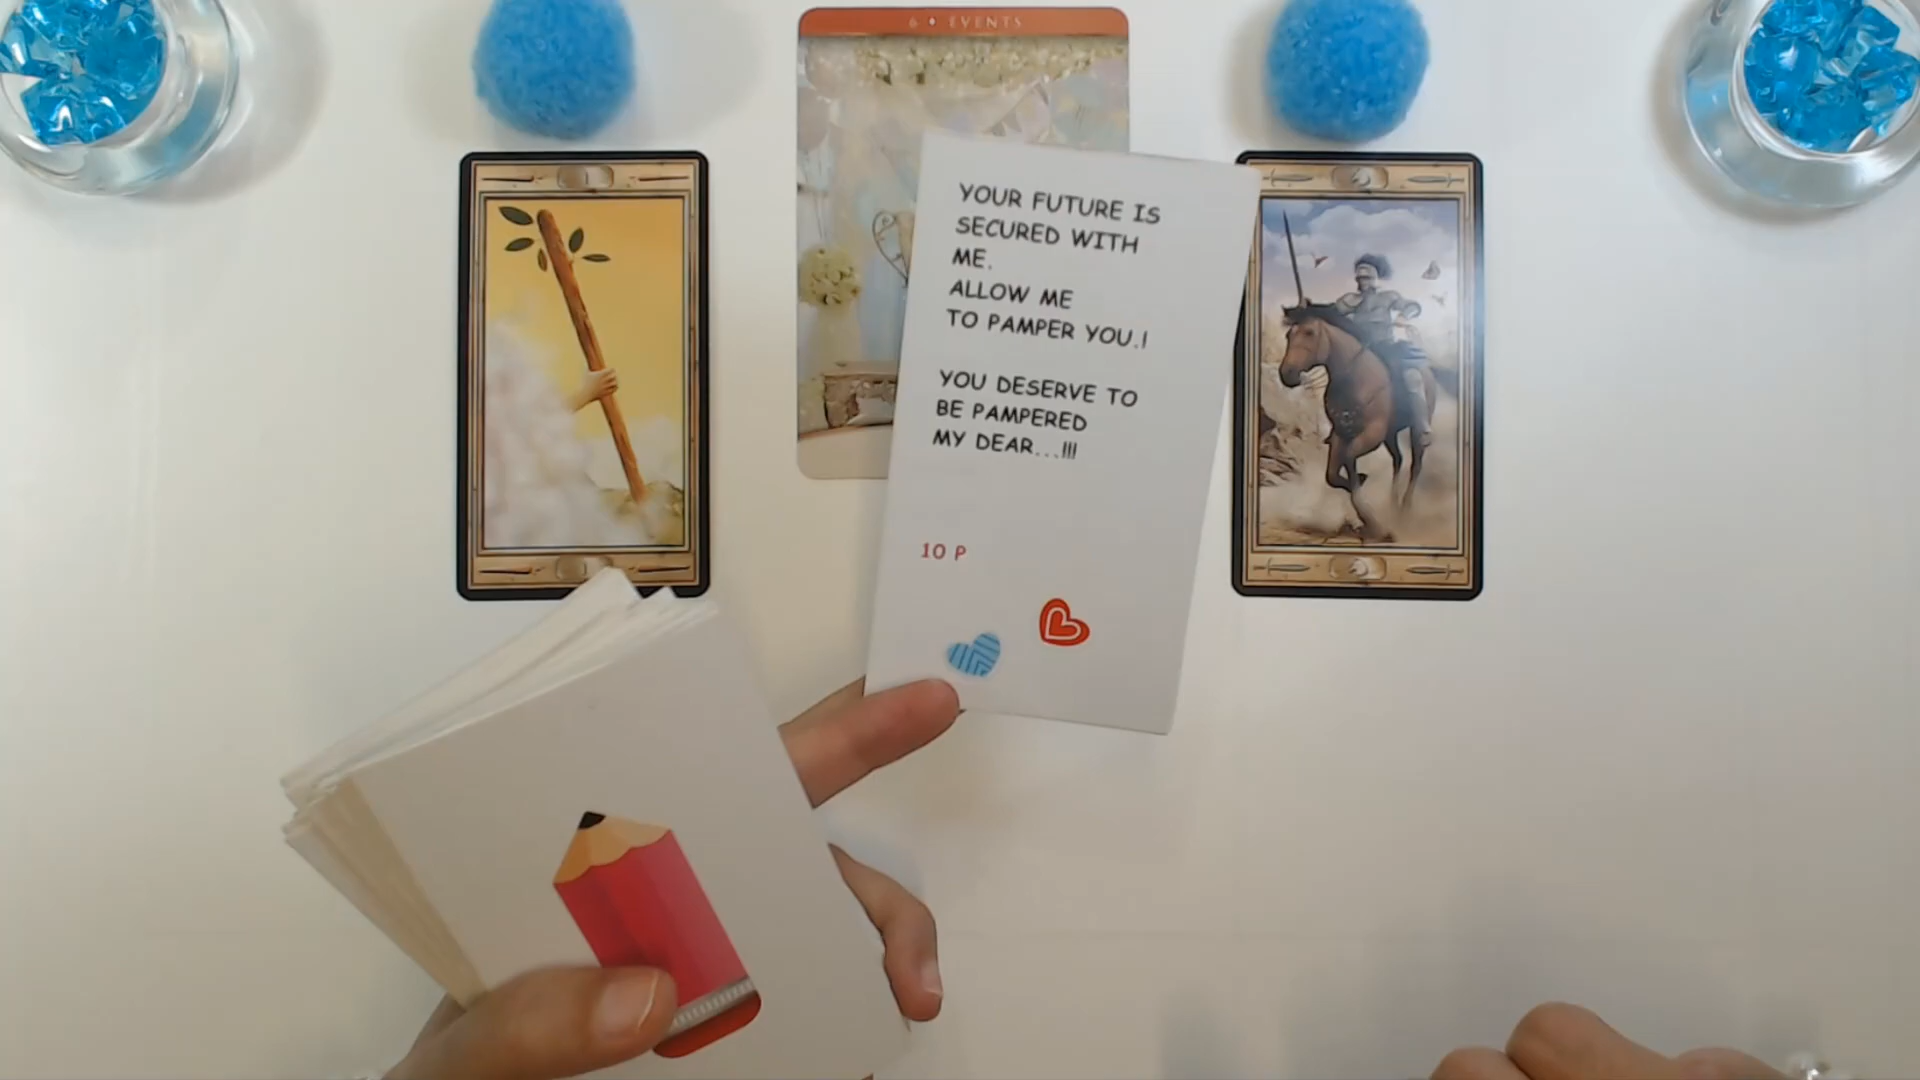 6 ♦ EVENTS
YOUR FUTURE IS
SECURED WITH
ME.
ALLOW ME
TO PAMPER YOU.!
YOU DESERVE TO
BE PAMPERED
MY DEAR...!!!
10 P